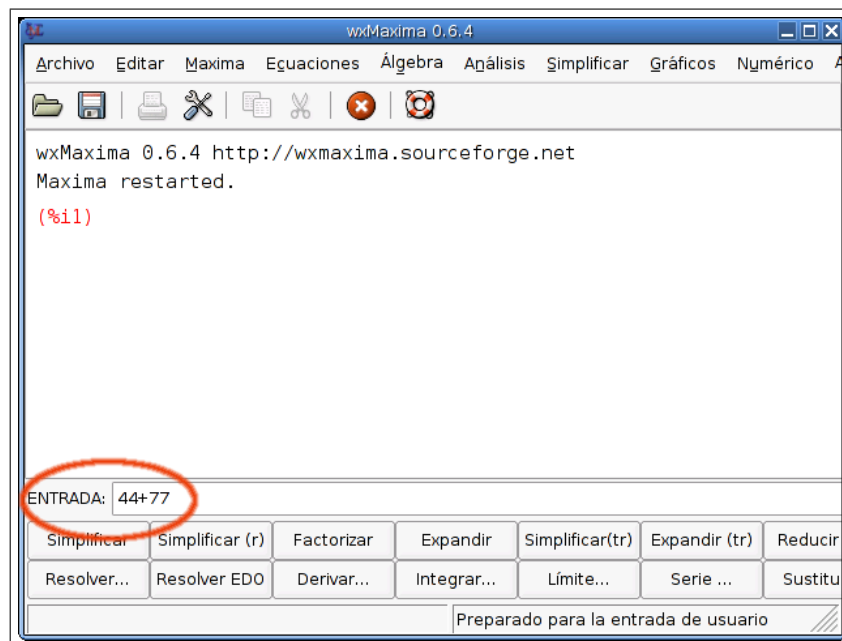 wxMaxima 0.6.4
Archivo Editar Maxima Ecuaciones Álgebra Análisis Simplificar Gráficos Numérico A
wxMaxima 0.6.4 http://wxmaxima.sourceforge.net
Maxima restarted.
(%i1)
ENTRADA: 44+77
Simplificar Simplificar (r) Factorizar Expandir Simplificar(tr) Expandir (tr) Reducir
Resolver... Resolver EDO Derivar... Integrar... Límite... Serie ... Sustitu
Preparado para la entrada de usuario